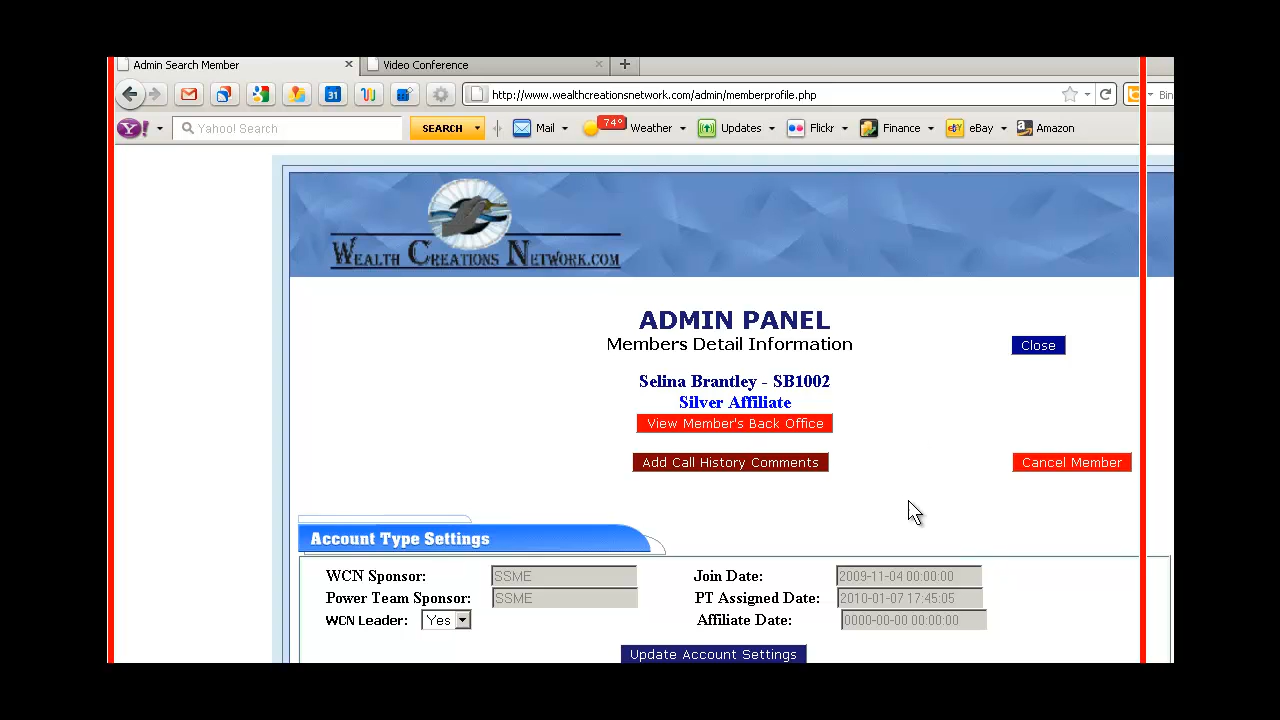 Admin Search Member
Video Conference
31
http://www.wealthcreationsnetwork.com/admin/memberprofile.php
Bin
Y!
Yahoo! Search
SEARCH
Mail
74°
Weather
Updates
Flickr
Finance
eBay
a
Amazon
WEALTH CREATIONS NETWORK.COM
ADMIN PANEL
Members Detail Information
Close
Selina Brantley - SB1002
Silver Affiliate
View Member's Back Office
Add Call History Comments
Cancel Member
Account Type Settings
WCN Sponsor: SSME Join Date: 2009-11-04 00:00:00
Power Team Sponsor: SSME PT Assigned Date: 2010-01-07 17:45:05
WCN Leader: Yes Affiliate Date: 0000-00-00 00:00:00
Update Account Settings